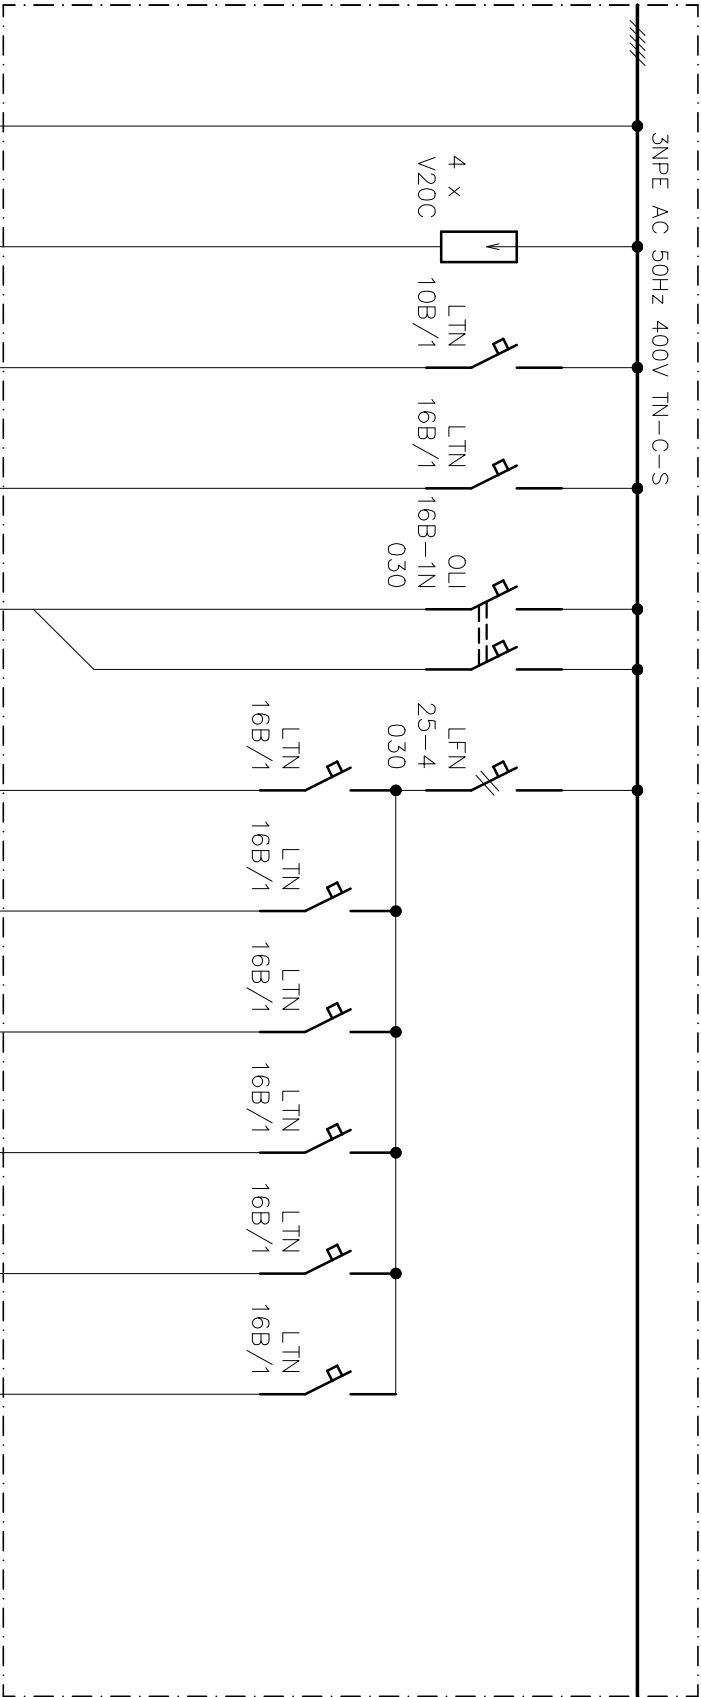 3NPE AC 50Hz 400V TN-C-S
4 x
V20C
LTN
10B/1
LTN
16B/1
OLI
16B-1N
030
LFN
25-4
030
LTN
16B/1
LTN
16B/1
LTN
16B/1
LTN
16B/1
LTN
16B/1
LTN
16B/1